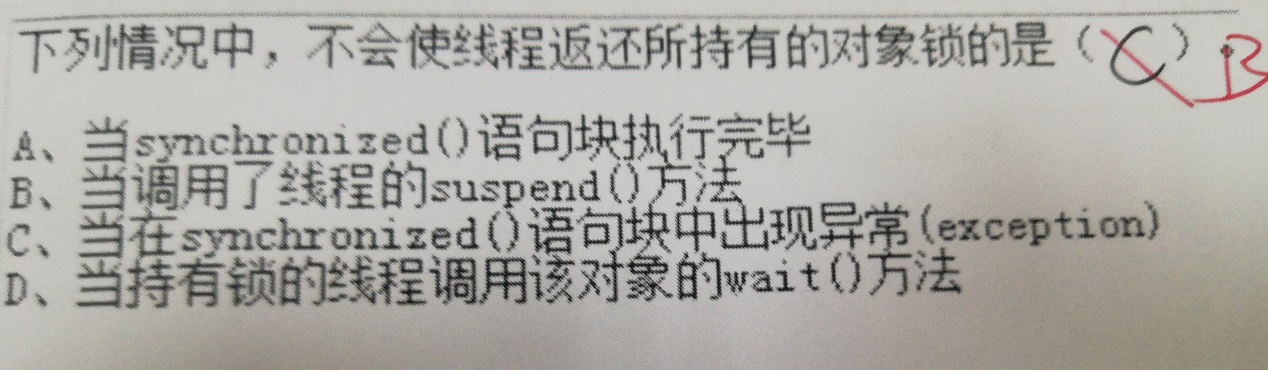 下列情况中，不会使线程返还所持有的对象锁的是（C）B
A、当synchronized()语句块执行完毕
B、当调用了线程的suspend()方法
C、当在synchronized()语句块中出现异常(exception)
D、当持有锁的线程调用该对象的wait()方法